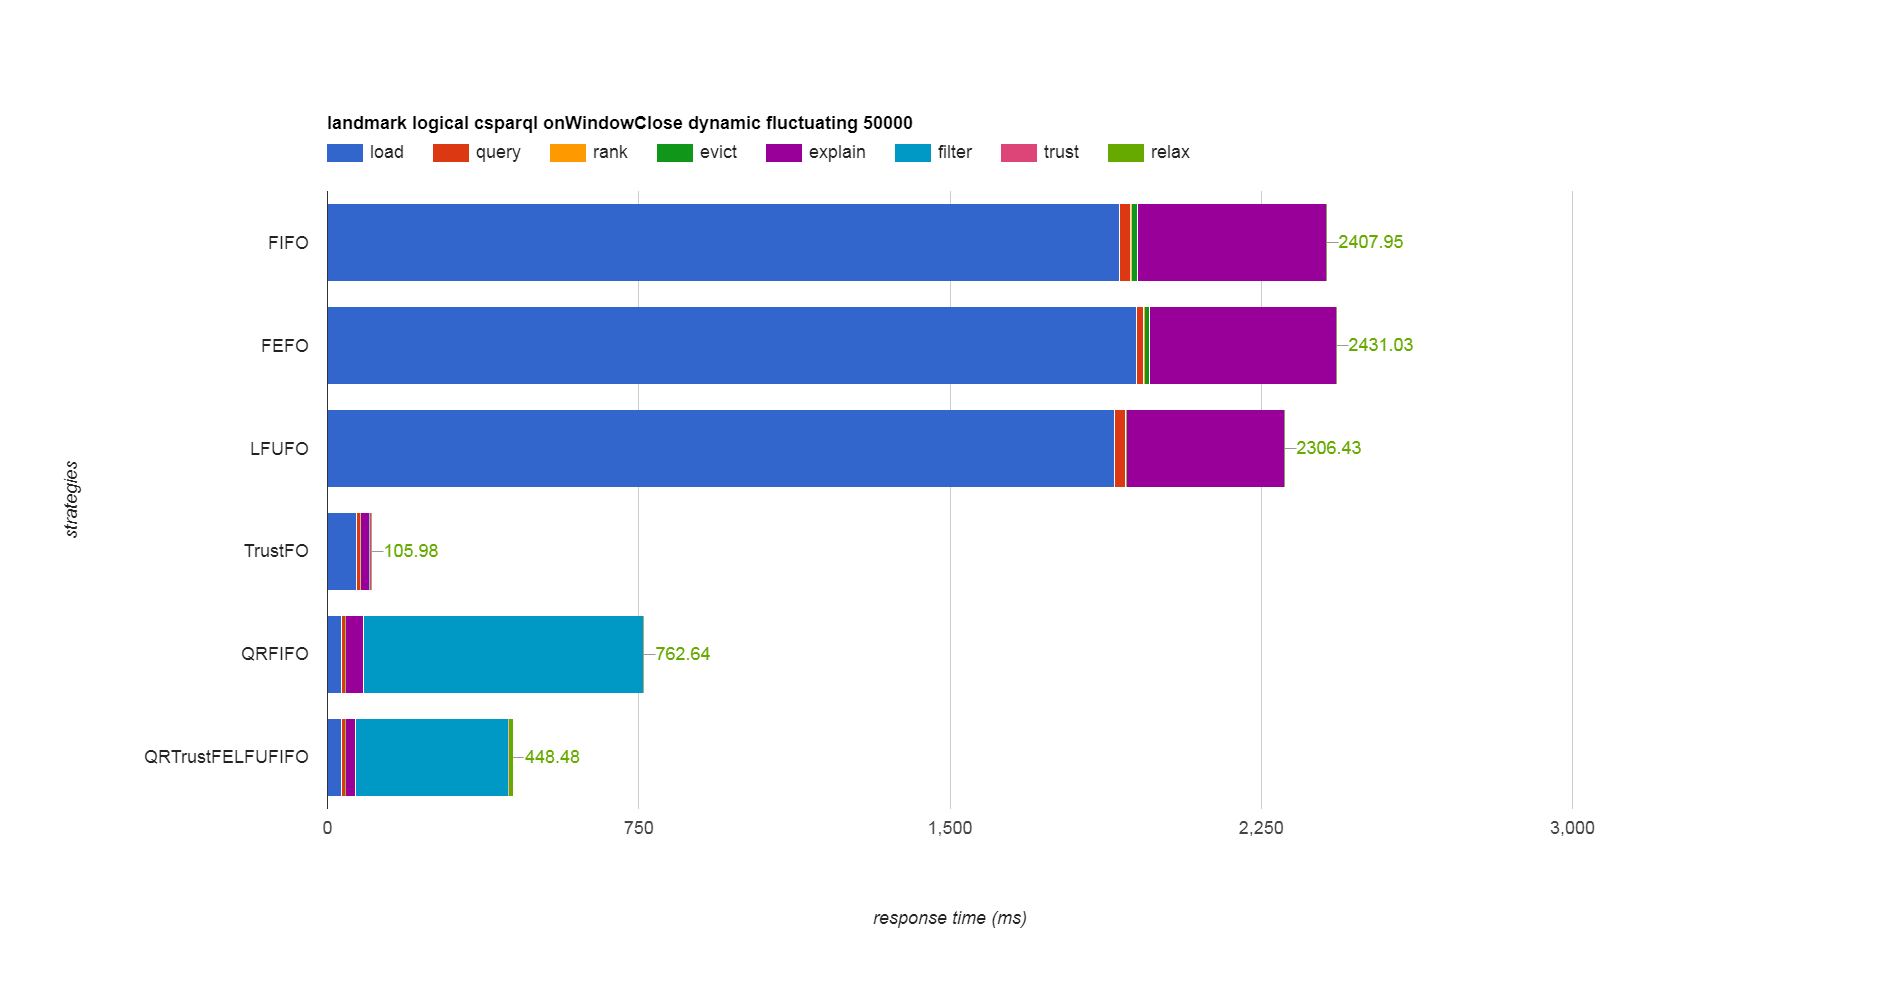 landmark logical csparql onWindowClose dynamic fluctuating 50000
load query rank evict explain filter trust relax
FIFO 2407.95
FEFO 2431.03
LFUFO 2306.43
TrustFO 105.98
QRFIFO 762.64
QRTrustFELFUFIFO 448.48
strategies
0 750 1,500 2,250 3,000
response time (ms)